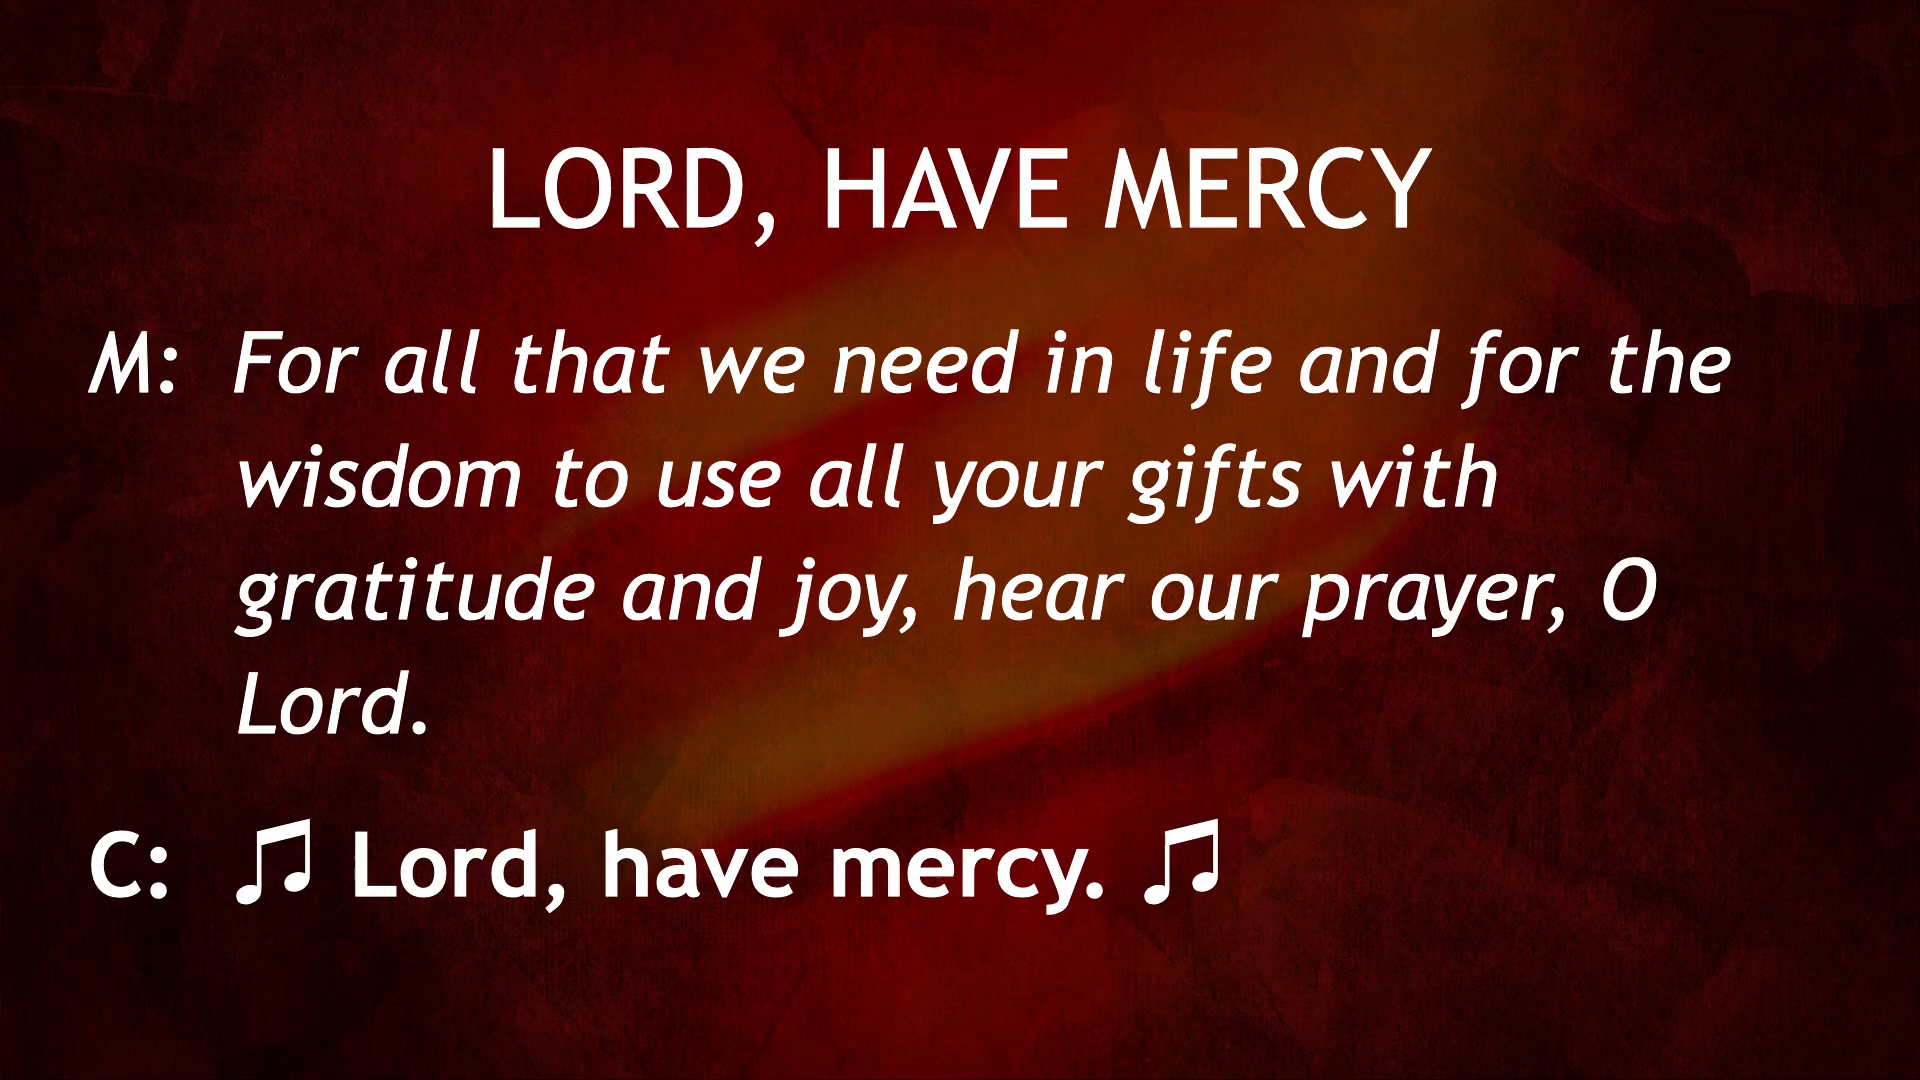 LORD, HAVE MERCY
M: For all that we need in life and for the
wisdom to use all your gifts with
gratitude and joy, hear our prayer, O
Lord.
C: ♫ Lord, have mercy. ♫